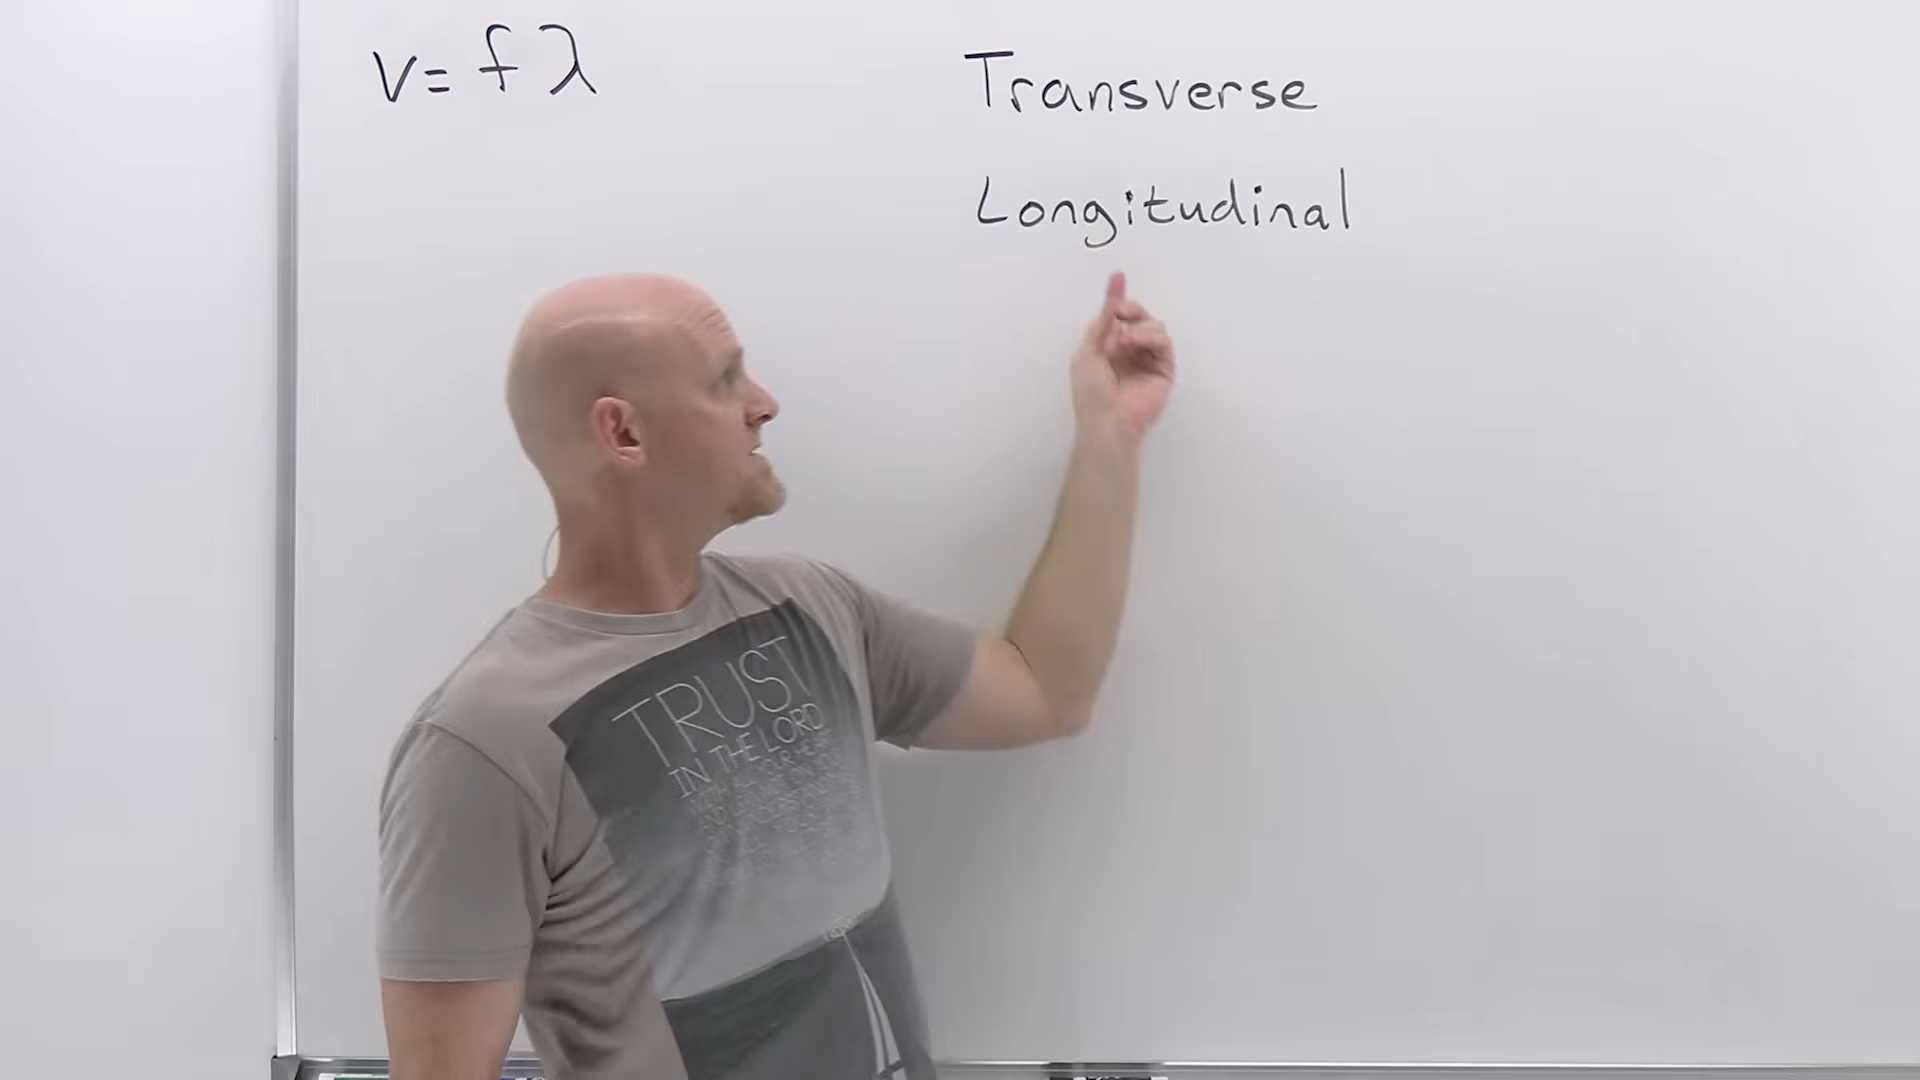 v = f λ
Transverse
Longitudinal
TRUST
IN THE LORD